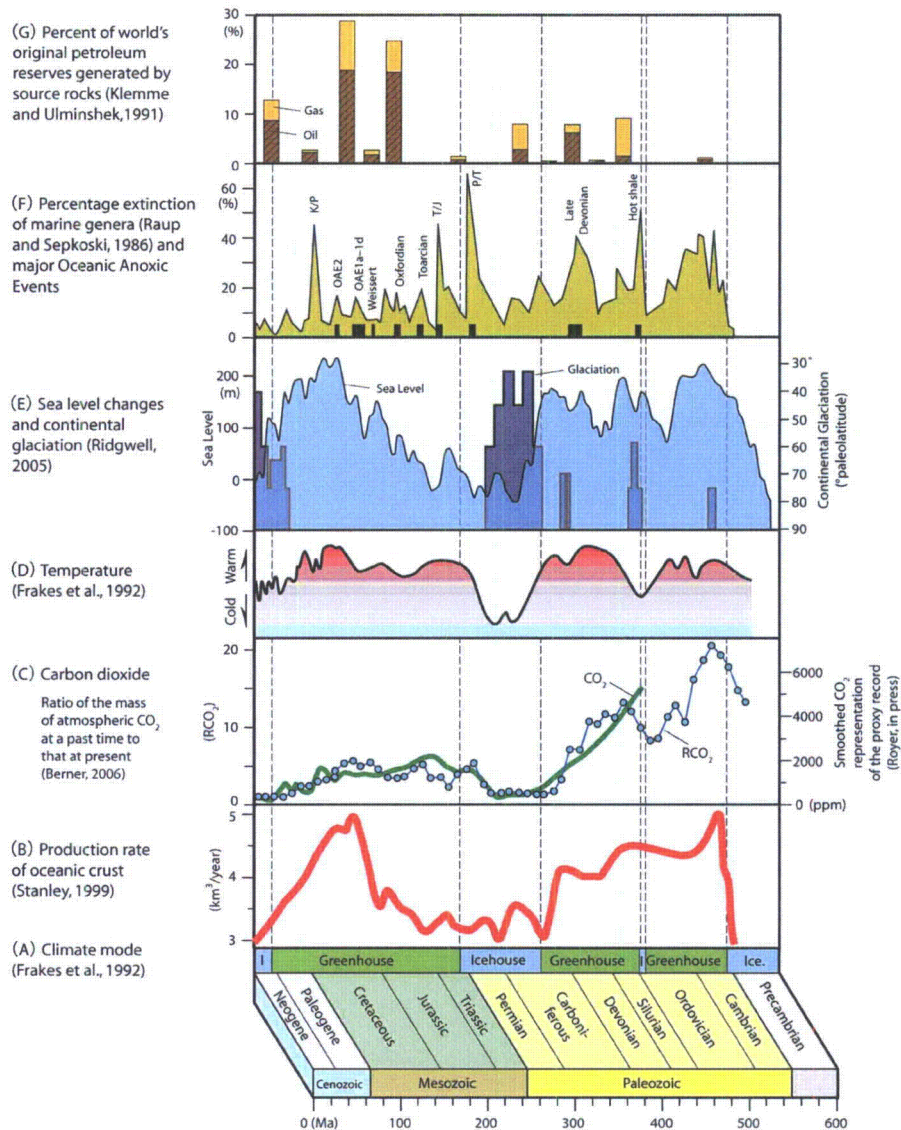 (G) Percent of world's
original petroleum
reserves generated by
source rocks (Klemme
and Ulminshek,1991)
30
(%)
20
10
0
Gas
Oil
(F) Percentage extinction
of marine genera (Raup
and Sepkoski, 1986) and
major Oceanic Anoxic
Events
60
(%)
40
20
0
K/P
OAE2
OAE1a–1d
Weissert
Oxfordian
Toarcian
T/J
P/T
Late
Devonian
Hot shale
(E) Sea level changes
and continental
glaciation (Ridgwell,
2005)
Sea Level
200
(m)
100
0
-100
Sea Level
Glaciation
30°
40
50
60
70
80
90
Continental Glaciation
(°paleolatitude)
(D) Temperature
(Frakes et al., 1992)
Warm
Cold
(C) Carbon dioxide
Ratio of the mass
of atmospheric CO2
at a past time to
that at present
(Berner, 2006)
(RCO2)
20
10
0
CO2
RCO2
6000
4000
2000
0 (ppm)
Smoothed CO2
representation
of the proxy record
(Royer, in press)
(B) Production rate
of oceanic crust
(Stanley, 1999)
(km3/year)
5
4
3
(A) Climate mode
(Frakes et al., 1992)
I
Greenhouse
Icehouse
Greenhouse
I
Greenhouse
Ice.
Neogene
Paleogene
Cretaceous
Jurassic
Triassic
Permian
Carboni-
ferous
Devonian
Silurian
Ordovician
Cambrian
Precambrian
Cenozoic
Mesozoic
Paleozoic
0 (Ma)
100
200
300
400
500
600